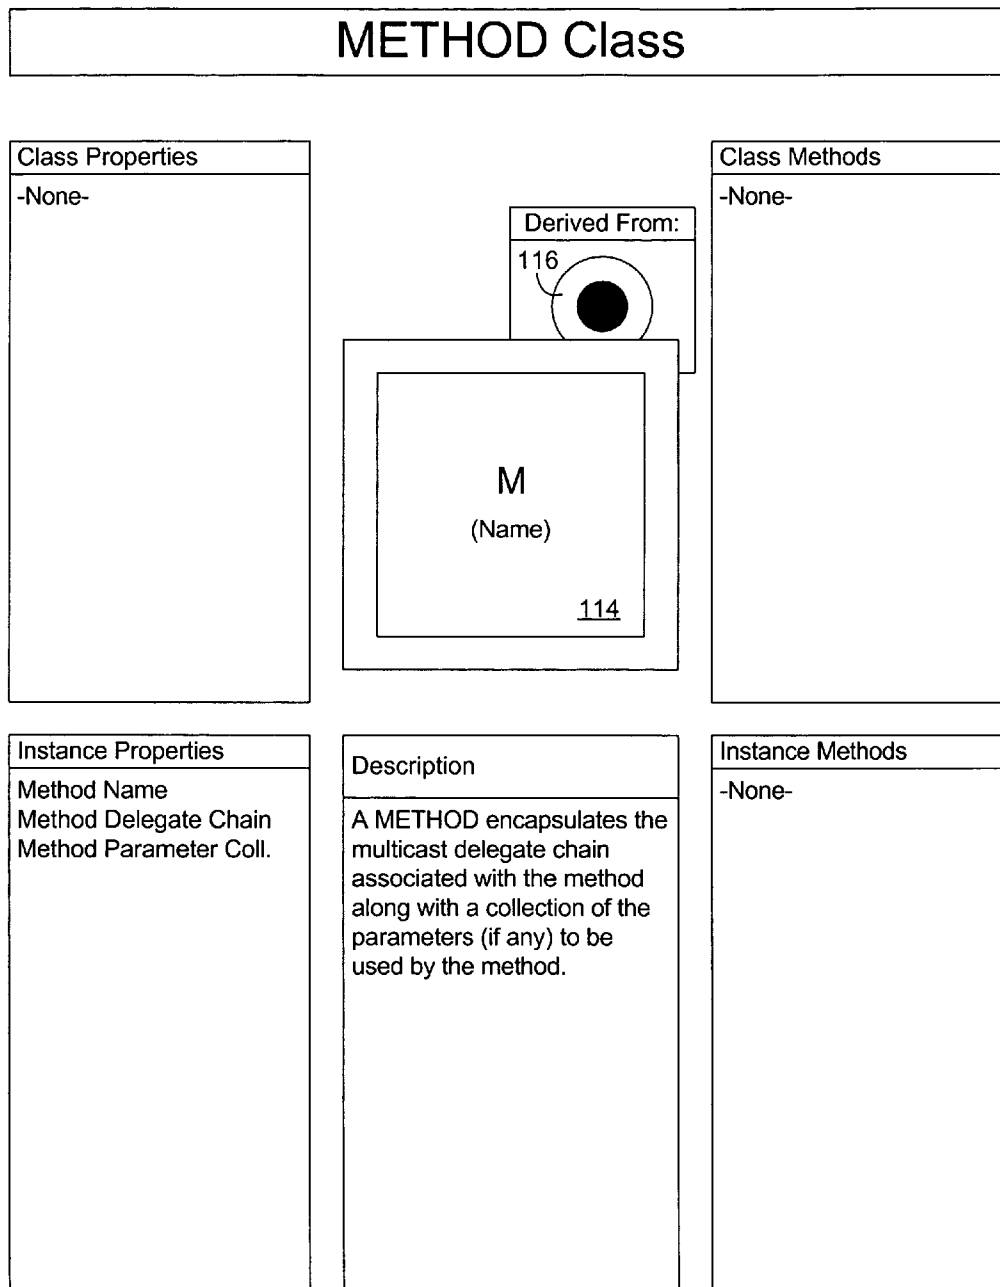 METHOD Class
Class Properties
-None-
Derived From:
116
M
(Name)
114
Class Methods
-None-
Instance Properties
Method Name
Method Delegate Chain
Method Parameter Coll.
Description
A METHOD encapsulates the
multicast delegate chain
associated with the method
along with a collection of the
parameters (if any) to be
used by the method.
Instance Methods
-None-